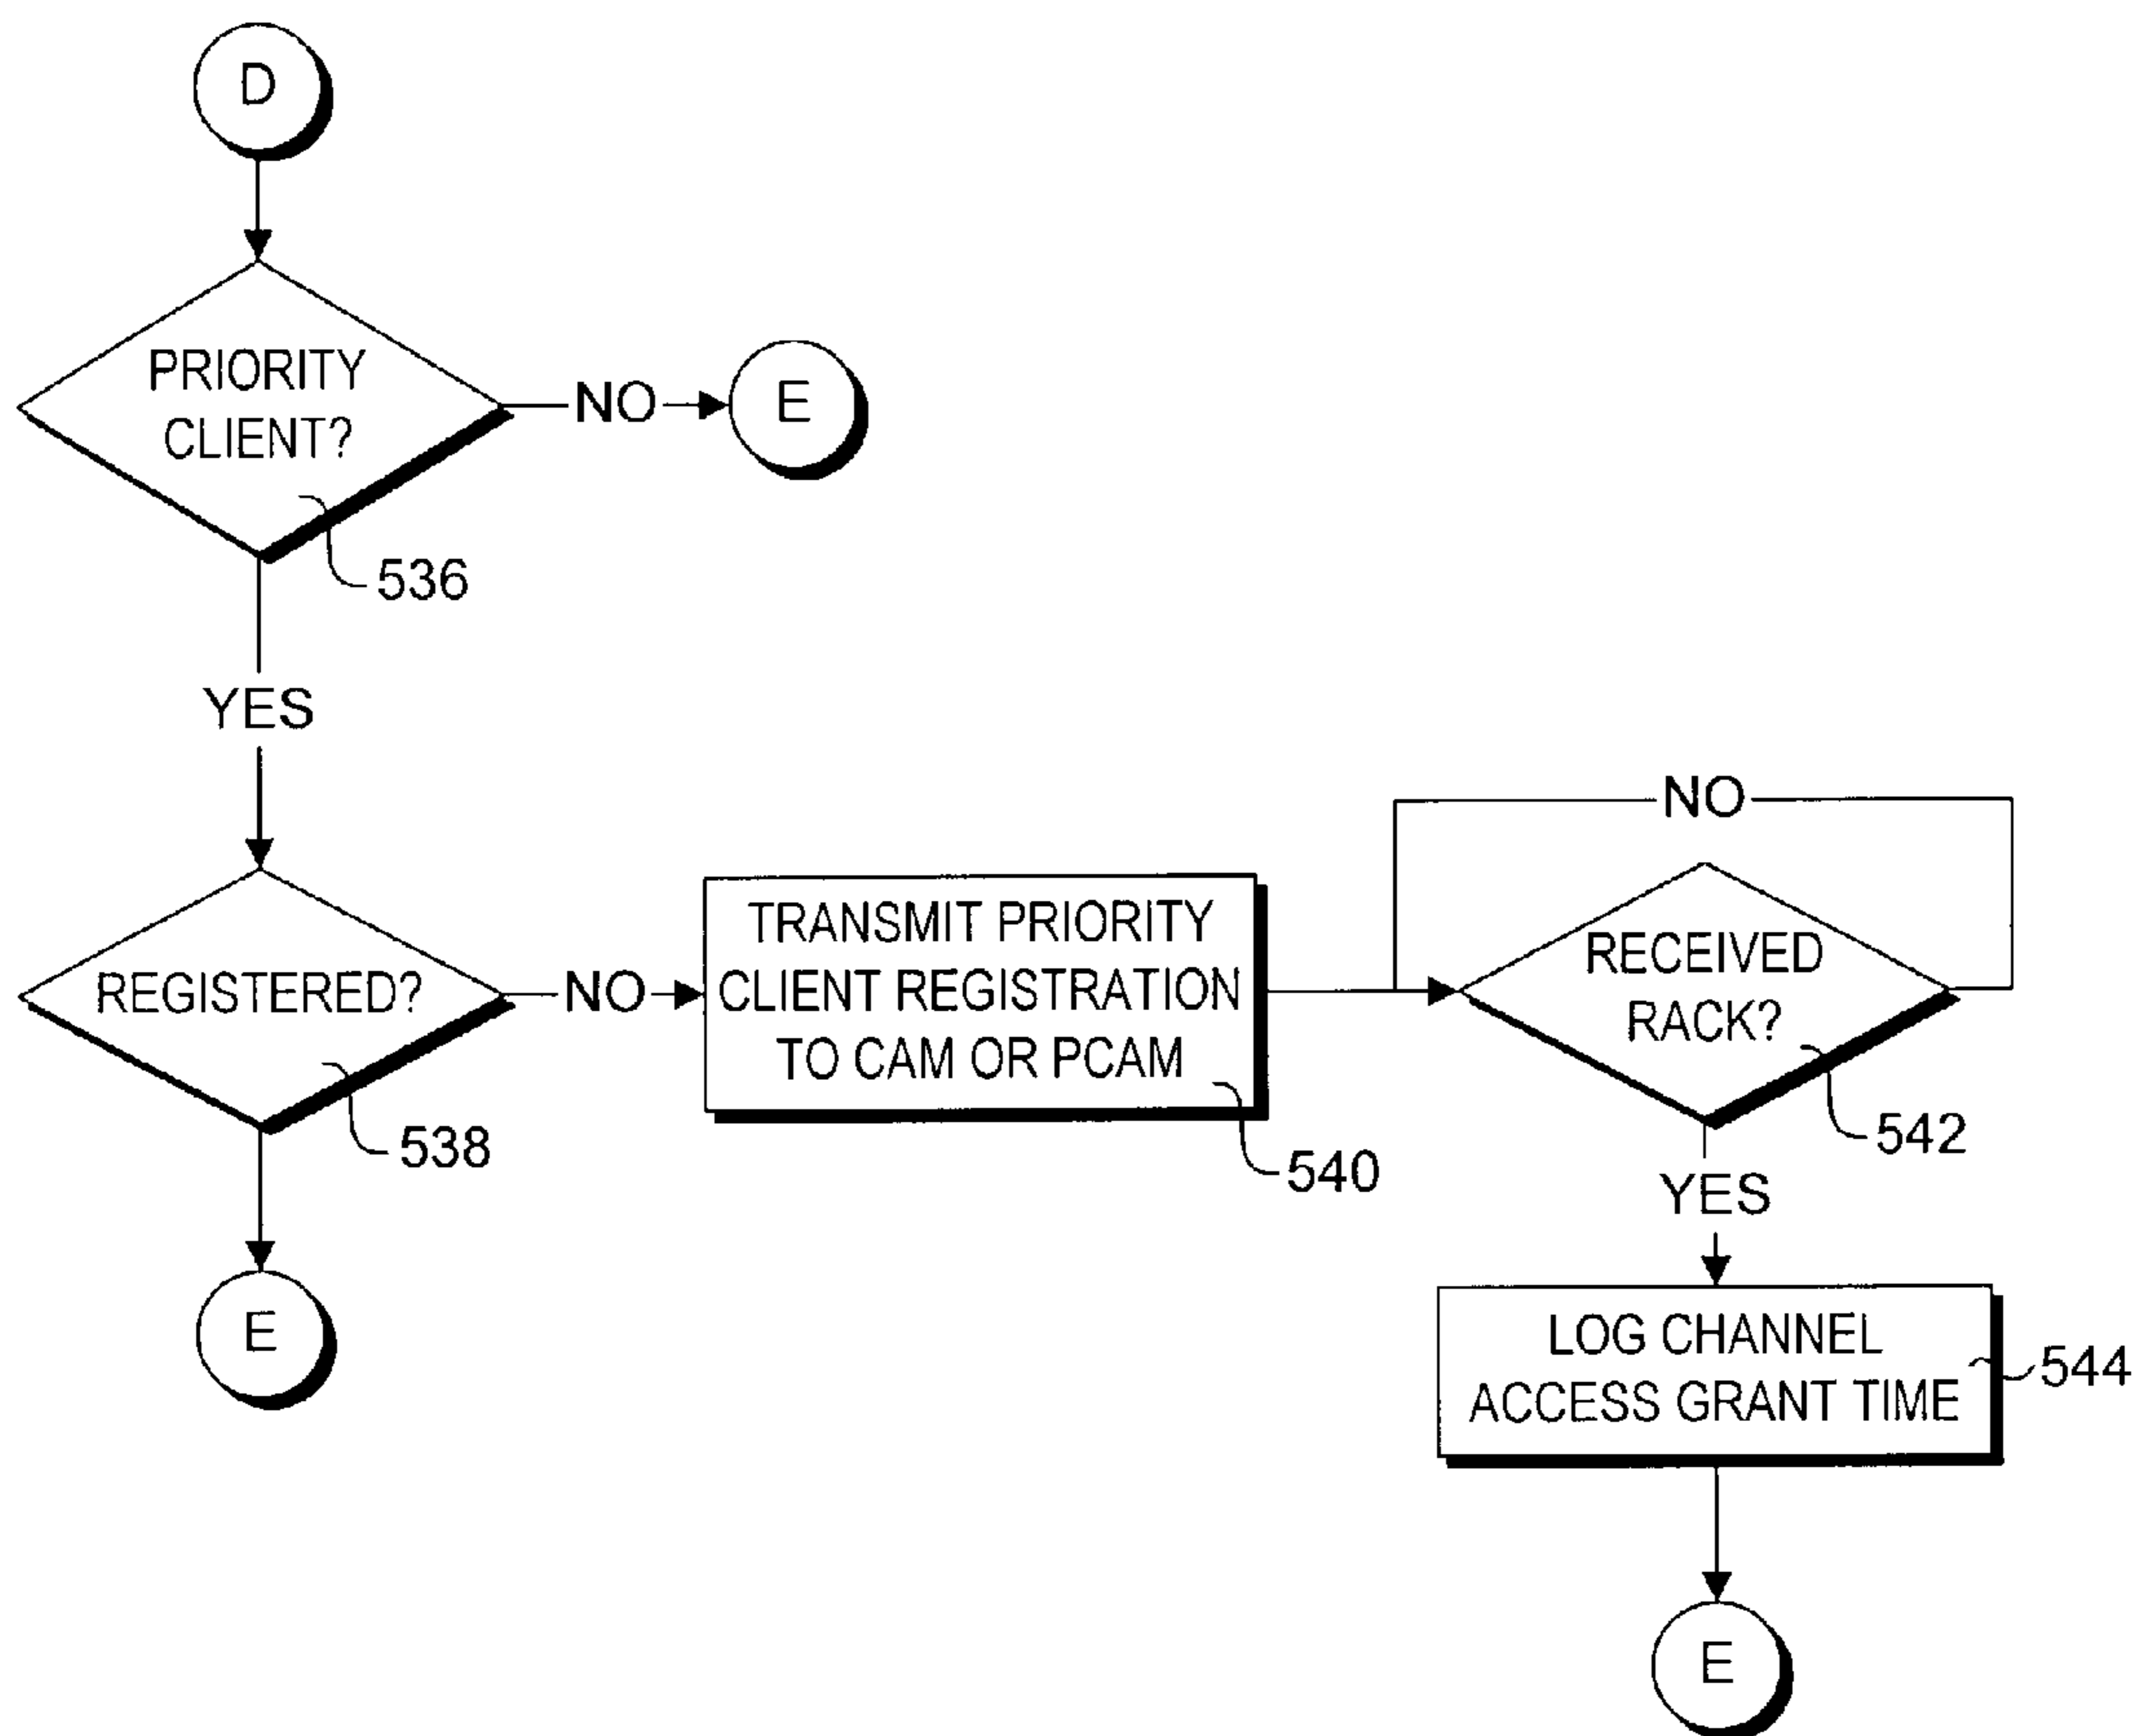 D
PRIORITY
CLIENT?
NO
E
536
YES
REGISTERED?
538
NO
TRANSMIT PRIORITY
CLIENT REGISTRATION
TO CAM OR PCAM
540
NO
RECEIVED
RACK?
542
YES
LOG CHANNEL
ACCESS GRANT TIME
544
E
E